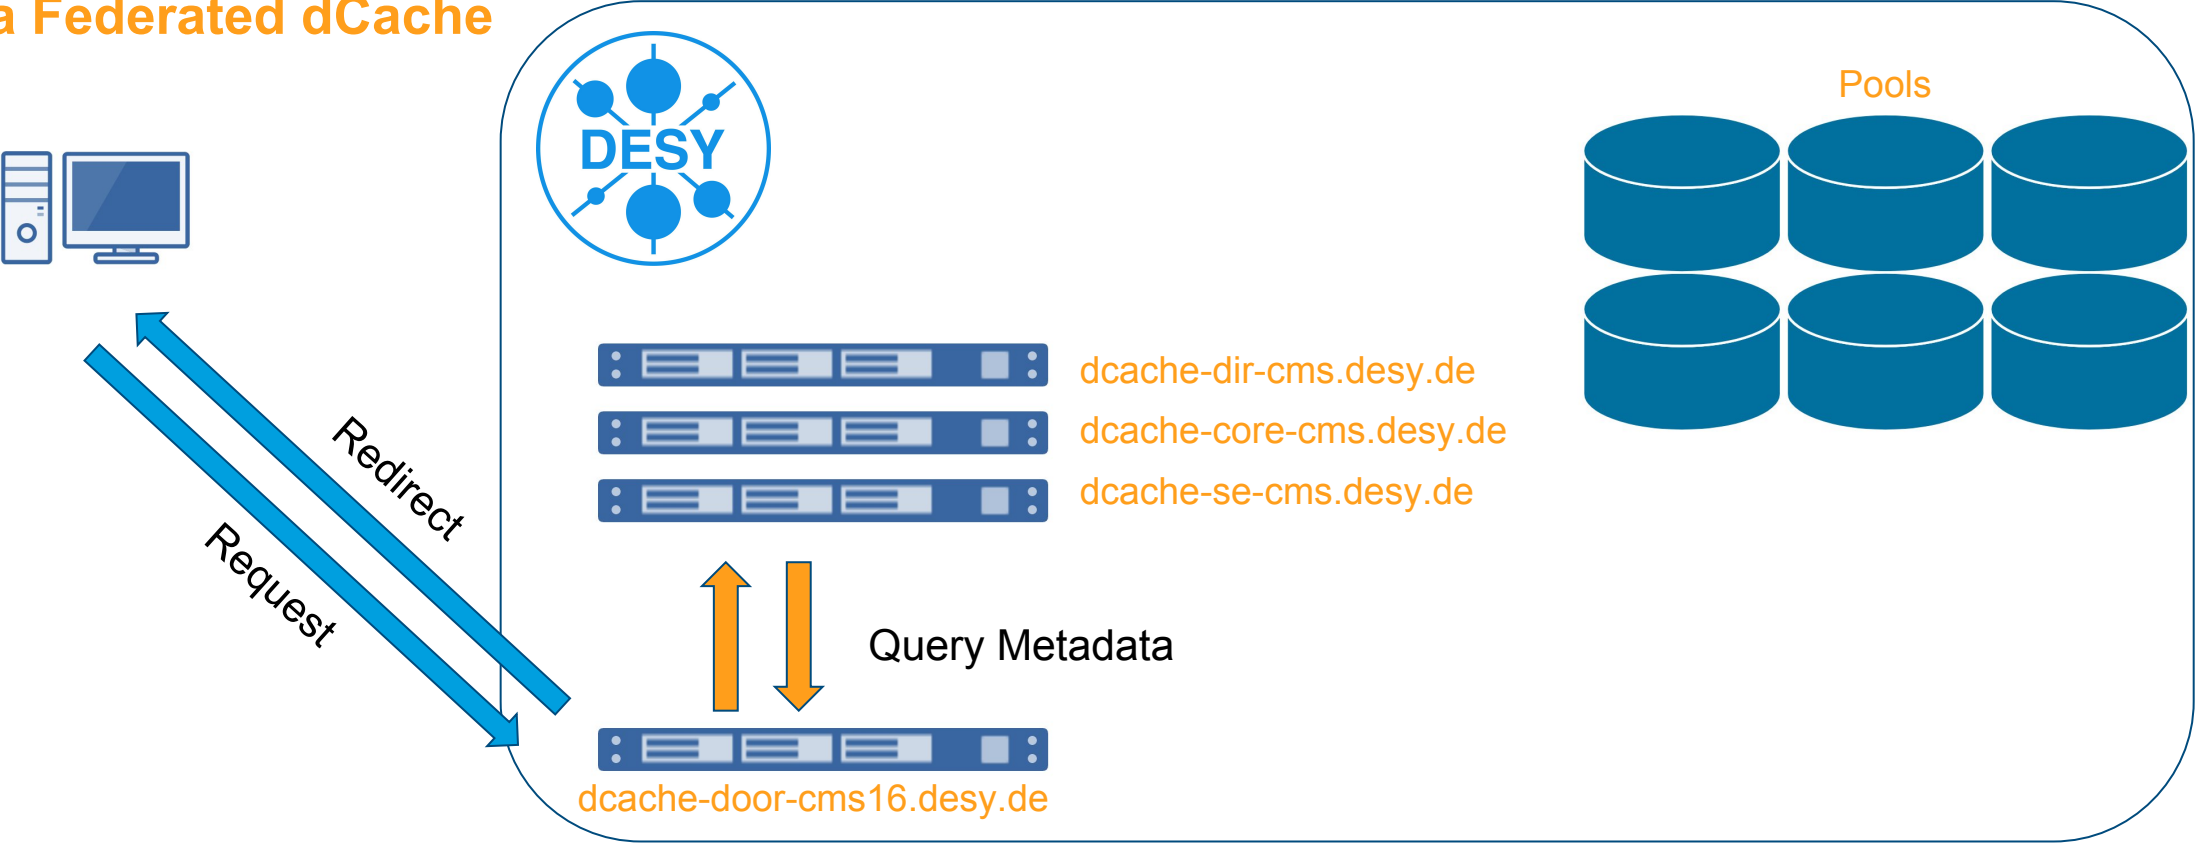 a Federated dCache
DESY
Pools
dcache-dir-cms.desy.de
dcache-core-cms.desy.de
dcache-se-cms.desy.de
Redirect
Request
Query Metadata
dcache-door-cms16.desy.de